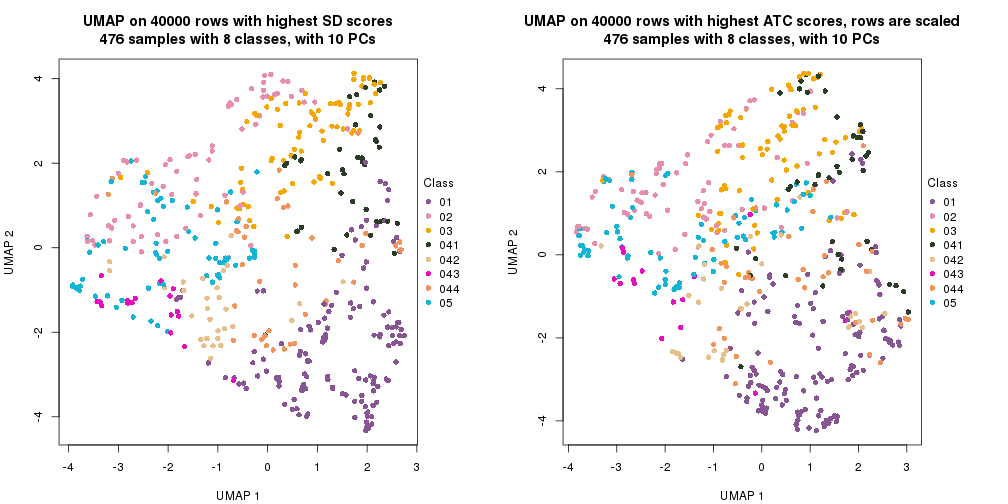 UMAP on 40000 rows with highest SD scores
476 samples with 8 classes, with 10 PCs
4
2
0
-2
-4
UMAP 2
-4 -3 -2 -1 0 1 2 3
UMAP 1
Class
01
02
03
041
042
043
044
05
UMAP on 40000 rows with highest ATC scores, rows are scaled
476 samples with 8 classes, with 10 PCs
4
2
0
-2
-4
UMAP 2
-4 -3 -2 -1 0 1 2 3
UMAP 1
Class
01
02
03
041
042
043
044
05